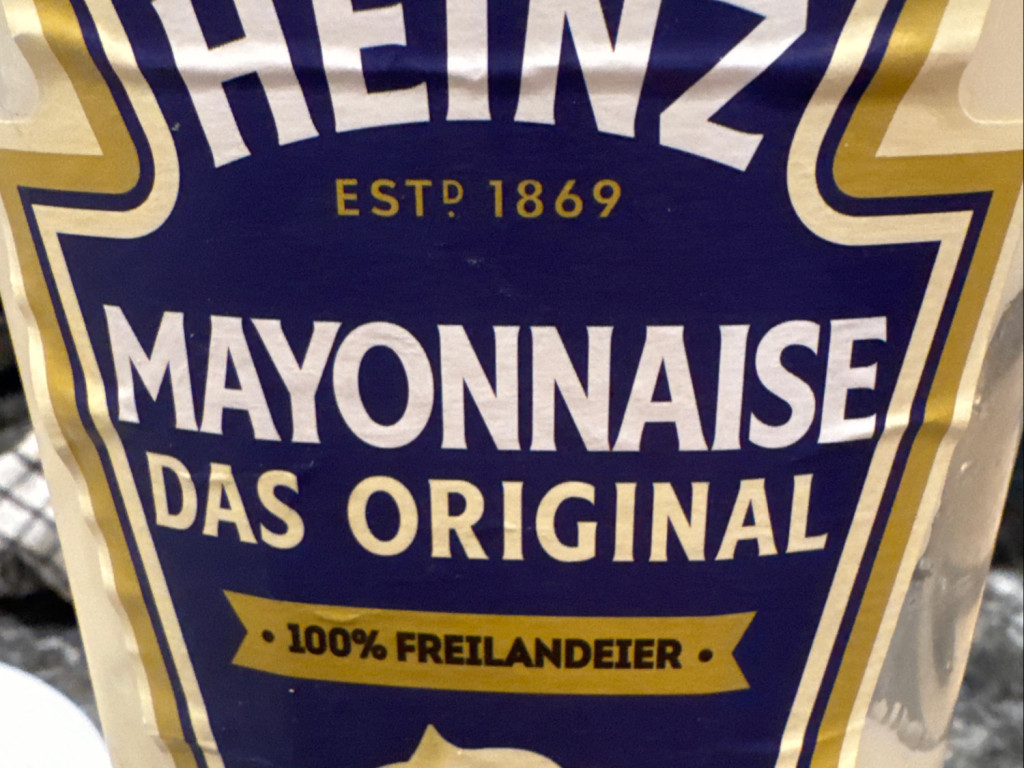 HEINZ
ESTD 1869
MAYONNAISE
DAS ORIGINAL
• 100% FREILANDEIER •